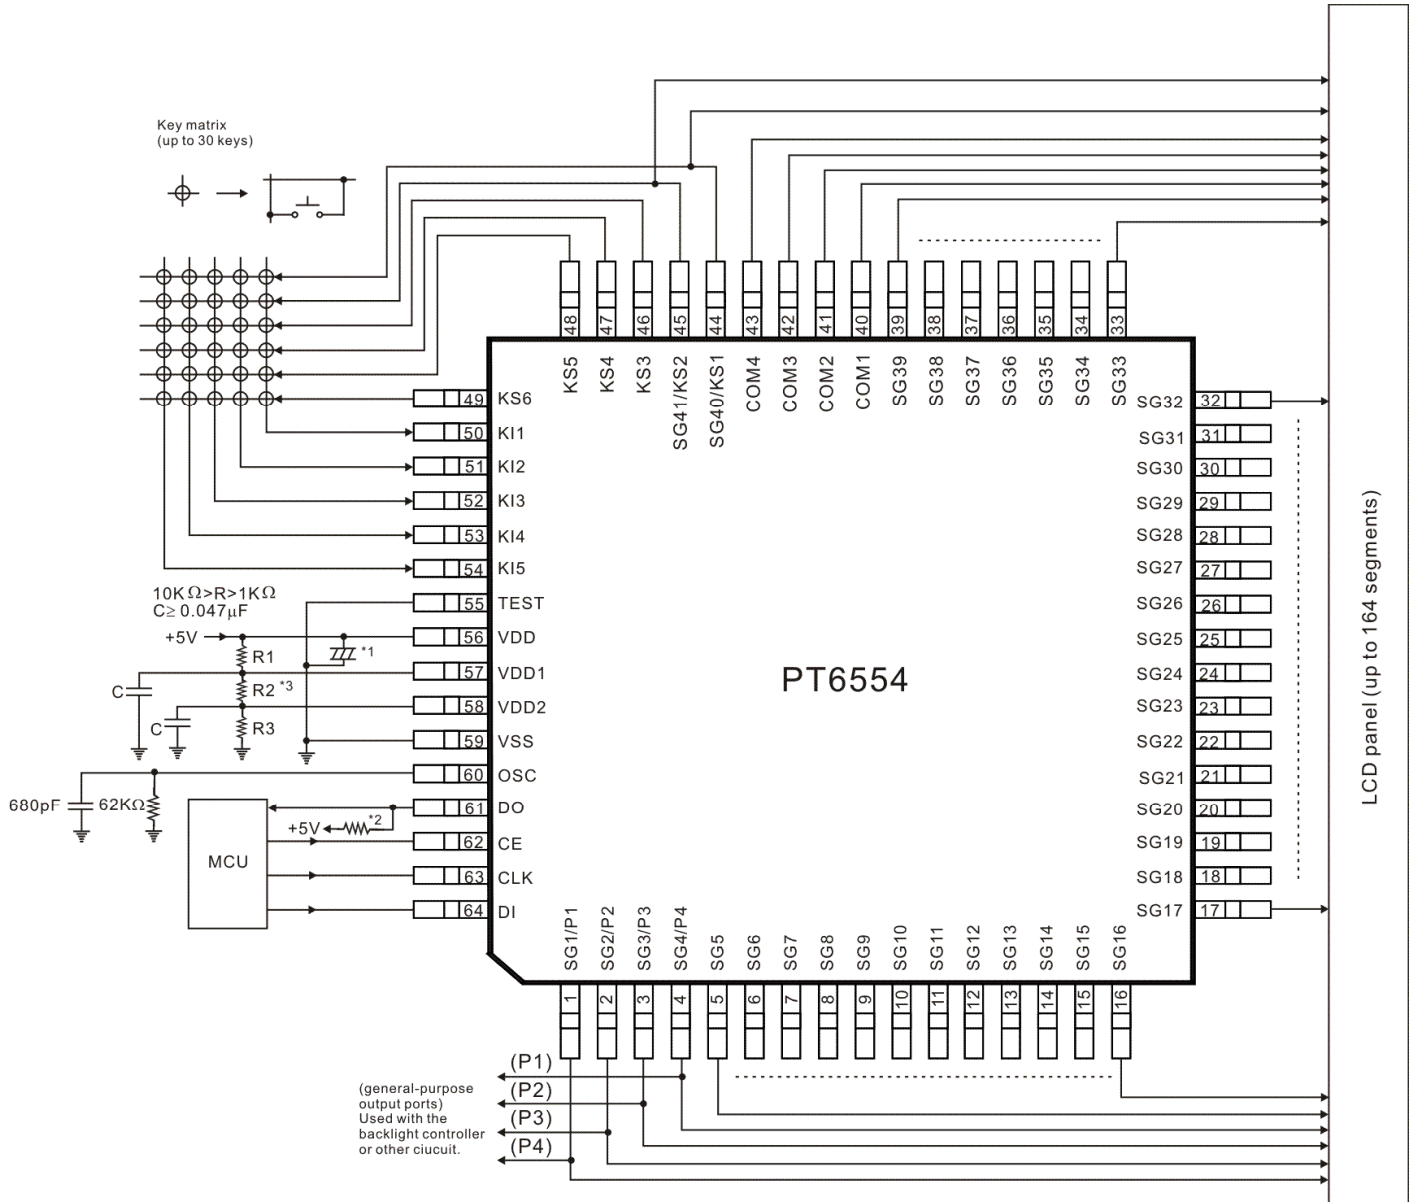 Key matrix
(up to 30 keys)
48 47 46 45 44 43 42 41 40 39 38 37 36 35 34 33
KS5 KS4 KS3 SG41/KS2 SG40/KS1 COM4 COM3 COM2 COM1 SG39 SG38 SG37 SG36 SG35 SG34 SG33
49 KS6
50 KI1
51 KI2
52 KI3
53 KI4
54 KI5
55 TEST
56 VDD
57 VDD1
58 VDD2
59 VSS
60 OSC
61 DO
62 CE
63 CLK
64 DI
10KΩ>R>1KΩ
C≥ 0.047μF
+5V
R1
*1
R2 *3
R3
C
C
680pF
62KΩ
+5V
*2
MCU
PT6554
SG32 32
SG31 31
SG30 30
SG29 29
SG28 28
SG27 27
SG26 26
SG25 25
SG24 24
SG23 23
SG22 22
SG21 21
SG20 20
SG19 19
SG18 18
SG17 17
LCD panel (up to 164 segments)
SG1/P1 SG2/P2 SG3/P3 SG4/P4 SG5 SG6 SG7 SG8 SG9 SG10 SG11 SG12 SG13 SG14 SG15 SG16
1 2 3 4 5 6 7 8 9 10 11 12 13 14 15 16
(P1)
(P2)
(P3)
(P4)
(general-purpose
output ports)
Used with the
backlight controller
or other ciucuit.